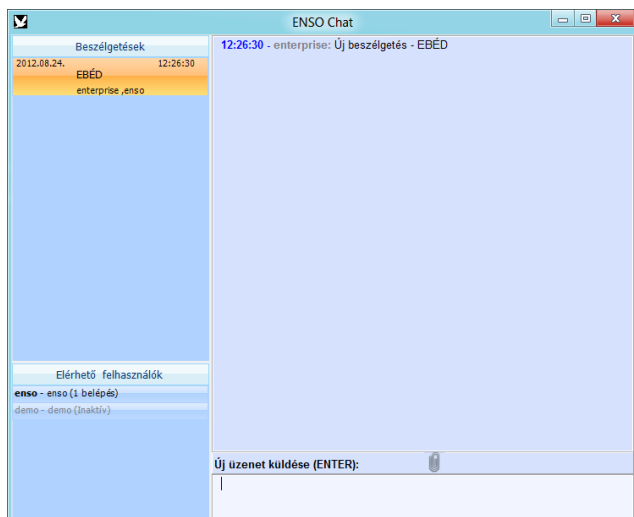 ENSO Chat
Beszélgetések
2012.08.24. 12:26:30
EBÉD
enterprise ,enso
12:26:30 - enterprise: Új beszélgetés - EBÉD
Elérhető felhasználók
enso - enso (1 belépés)
demo - demo (Inaktív)
Új üzenet küldése (ENTER):